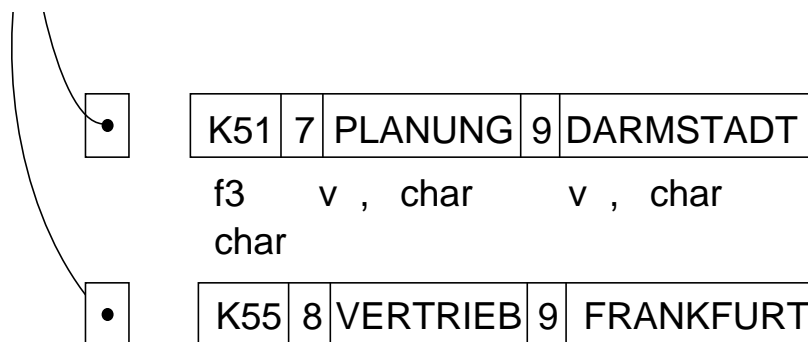 K51 7 PLANUNG 9 DARMSTADT
f3 v , char v , char
char
K55 8 VERTRIEB 9 FRANKFURT